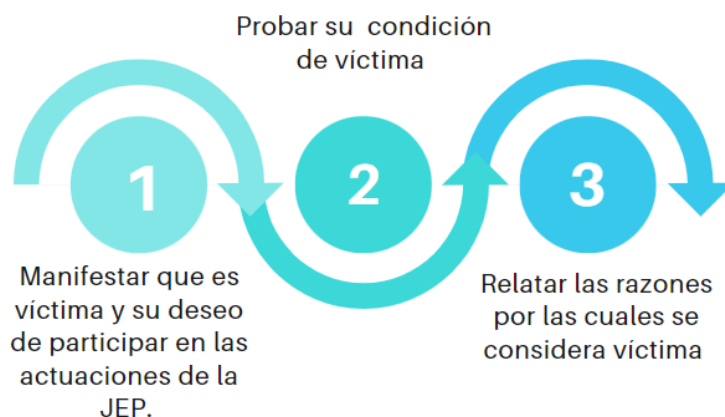 1
Manifestar que es
víctima y su deseo
de participar en las
actuaciones de la
JEP.
Probar su condición
de víctima
2
3
Relatar las razones
por las cuales se
considera víctima